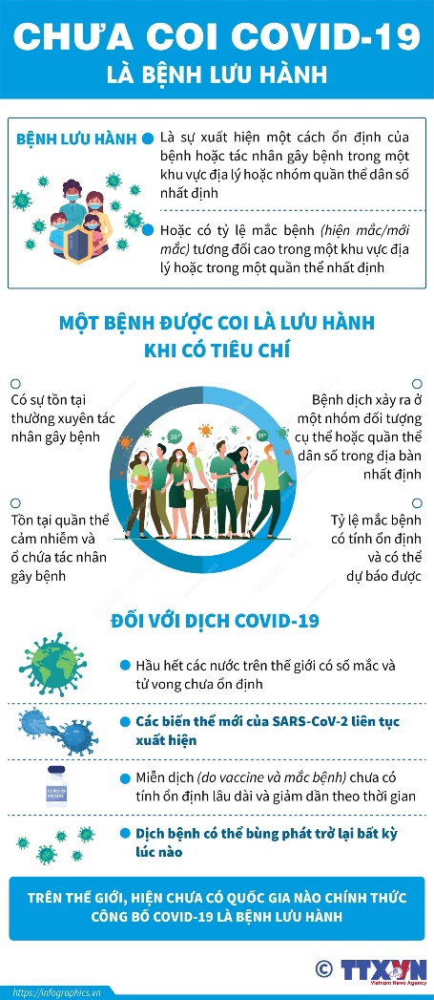 CHƯA COI COVID-19
LÀ BỆNH LƯU HÀNH
BỆNH LƯU HÀNH
Là sự xuất hiện một cách ổn định của
bệnh hoặc tác nhân gây bệnh trong một
khu vực địa lý hoặc nhóm quần thể dân số
nhất định
Hoặc có tỷ lệ mắc bệnh (hiện mắc/mới
mắc) tương đối cao trong một khu vực địa
lý hoặc trong một quần thể nhất định
MỘT BỆNH ĐƯỢC COI LÀ LƯU HÀNH
KHI CÓ TIÊU CHÍ
Có sự tồn tại
thường xuyên tác
nhân gây bệnh
Bệnh dịch xảy ra ở
một nhóm đối tượng
cụ thể hoặc quần thể
dân số trong địa bàn
nhất định
38°
38°
Tồn tại quần thể
cảm nhiễm và
ổ chứa tác nhân
gây bệnh
Tỷ lệ mắc bệnh
có tính ổn định
và có thể
dự báo được
ĐỐI VỚI DỊCH COVID-19
Hầu hết các nước trên thế giới có số mắc và
tử vong chưa ổn định
Các biến thể mới của SARS-CoV-2 liên tục
xuất hiện
COVID-19
VACCINE
Miễn dịch (do vaccine và mắc bệnh) chưa có
tính ổn định lâu dài và giảm dần theo thời gian
Dịch bệnh có thể bùng phát trở lại bất kỳ
lúc nào
TRÊN THẾ GIỚI, HIỆN CHƯA CÓ QUỐC GIA NÀO CHÍNH THỨC
CÔNG BỐ COVID-19 LÀ BỆNH LƯU HÀNH
© TTXVN
Vietnam News Agency
https://infographics.vn